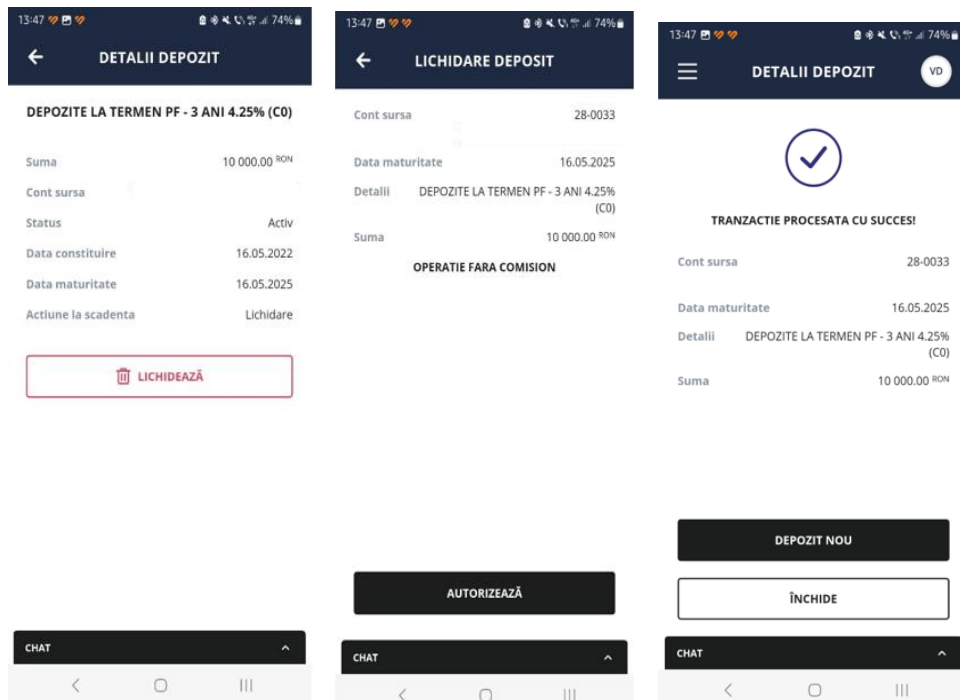 13:47 74%
DETALII DEPOZIT
DEPOZITE LA TERMEN PF - 3 ANI 4.25% (C0)
Suma 10 000.00 RON
Cont sursa
Status Activ
Data constituire 16.05.2022
Data maturitate 16.05.2025
Actiune la scadenta Lichidare
LICHIDEAZĂ
CHAT
13:47 74%
LICHIDARE DEPOSIT
Cont sursa 28-0033
Data maturitate 16.05.2025
Detalii DEPOZITE LA TERMEN PF - 3 ANI 4.25%
(C0)
Suma 10 000.00 RON
OPERATIE FARA COMISION
AUTORIZEAZĂ
CHAT
13:47 74%
DETALII DEPOZIT VD
TRANZACTIE PROCESATA CU SUCCES!
Cont sursa 28-0033
Data maturitate 16.05.2025
Detalii DEPOZITE LA TERMEN PF - 3 ANI 4.25%
(C0)
Suma 10 000.00 RON
DEPOZIT NOU
ÎNCHIDE
CHAT